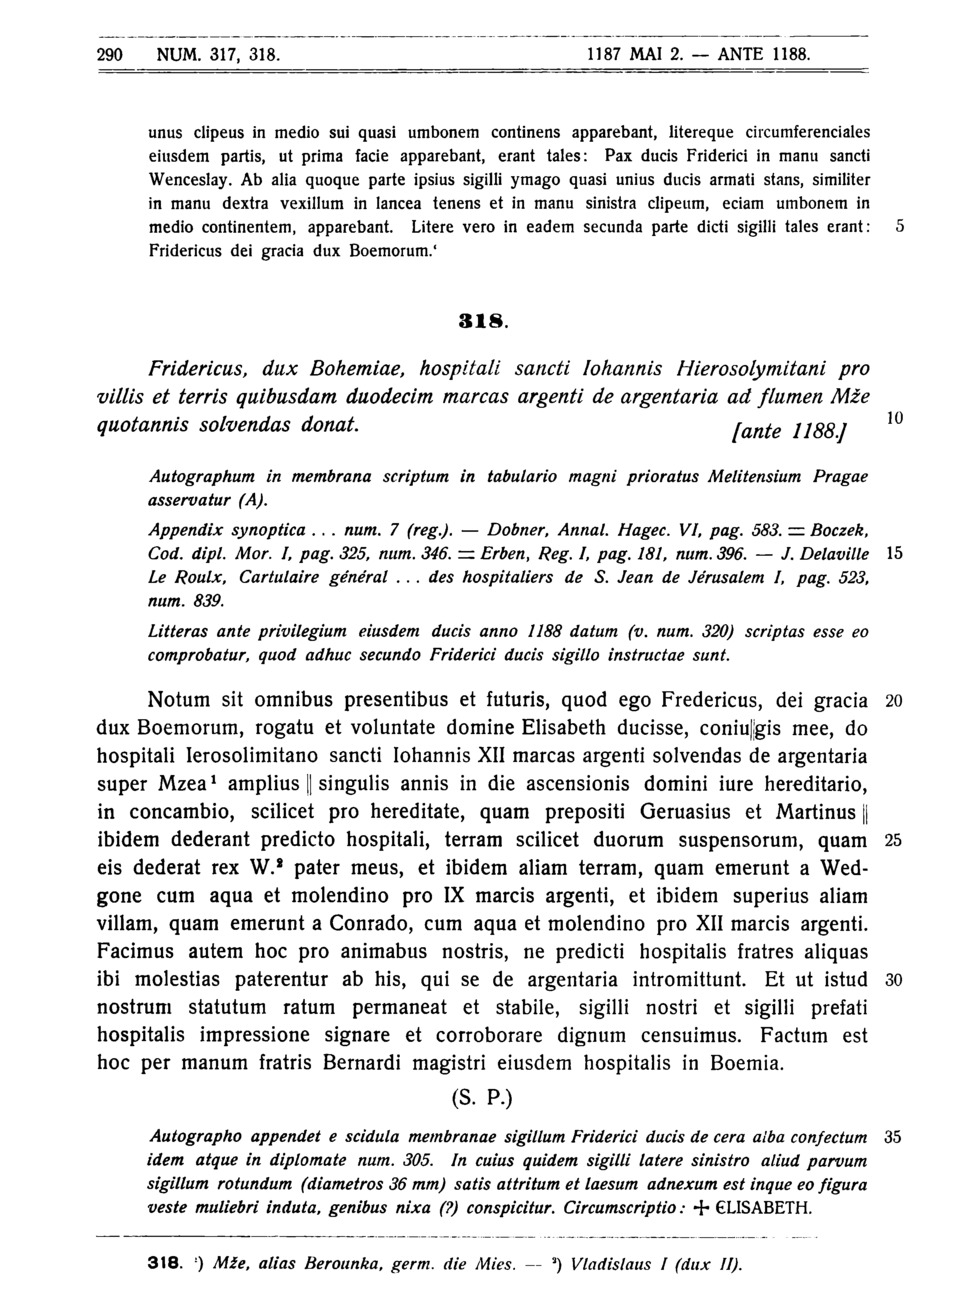 290 NUM. 317, 318. 1187 MAI 2. — ANTE 1188.
unus clipeus in medio sui quasi umbonem continens apparebant, litereque circumferenciales
eiusdem partis, ut prima facie apparebant, erant tales: Pax ducis Friderici in manu sancti
Wenceslay. Ab alia quoque parte ipsius sigilli ymago quasi unius ducis armati stans, similiter
in manu dextra vexillum in lancea tenens et in manu sinistra clipeum, eciam umbonem in
medio continentem, apparebant. Litere vero in eadem secunda parte dicti sigilli tales erant: 5
Fridericus dei gracia dux Boemorum.‘
318.
Fridericus, dux Bohemiae, hospitali sancti Iohannis Hierosolymitani pro
villis et terris quibusdam duodecim marcas argenti de argentaria ad flumen Mže
quotannis solvendas donat. [ante 1188.] 10
Autographum in membrana scriptum in tabulario magni prioratus Melitensium Pragae
asservatur (A).
Appendix synoptica . . . num. 7 (reg.). — Dobner, Annal. Hagec. VI, pag. 583. = Boczek,
Cod. dipl. Mor. I, pag. 325, num. 346. = Erben, Reg. I, pag. 181, num. 396. — J. Delaville 15
Le Roulx, Cartulaire général . . . des hospitaliers de S. Jean de Jérusalem I, pag. 523,
num. 839.
Litteras ante privilegium eiusdem ducis anno 1188 datum (v. num. 320) scriptas esse eo
comprobatur, quod adhuc secundo Friderici ducis sigillo instructae sunt.
Notum sit omnibus presentibus et futuris, quod ego Fredericus, dei gracia 20
dux Boemorum, rogatu et voluntate domine Elisabeth ducisse, coniu||gis mee, do
hospitali Ierosolimitano sancti Iohannis XII marcas argenti solvendas de argentaria
super Mzea¹ amplius || singulis annis in die ascensionis domini iure hereditario,
in concambio, scilicet pro hereditate, quam prepositi Geruasius et Martinus ||
ibidem dederant predicto hospitali, terram scilicet duorum suspensorum, quam 25
eis dederat rex W.² pater meus, et ibidem aliam terram, quam emerunt a Wed-
gone cum aqua et molendino pro IX marcis argenti, et ibidem superius aliam
villam, quam emerunt a Conrado, cum aqua et molendino pro XII marcis argenti.
Facimus autem hoc pro animabus nostris, ne predicti hospitalis fratres aliquas
ibi molestias paterentur ab his, qui se de argentaria intromittunt. Et ut istud 30
nostrum statutum ratum permaneat et stabile, sigilli nostri et sigilli prefati
hospitalis impressione signare et corroborare dignum censuimus. Factum est
hoc per manum fratris Bernardi magistri eiusdem hospitalis in Boemia.
(S. P.)
Autographo appendet e scidula membranae sigillum Friderici ducis de cera alba confectum 35
idem atque in diplomate num. 305. In cuius quidem sigilli latere sinistro aliud parvum
sigillum rotundum (diametros 36 mm) satis attritum et laesum adnexum est inque eo figura
veste muliebri induta, genibus nixa (?) conspicitur. Circumscriptio: ✢ ЄLISABETH.
318. ¹) Mže, alias Berounka, germ. die Mies. — ²) Vladislaus I (dux II).